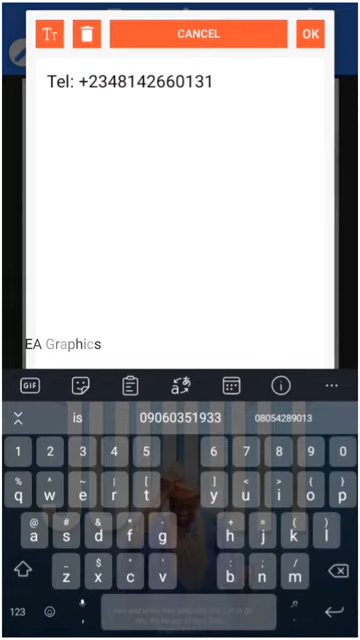 TT
CANCEL
OK
Tel: +2348142660131
EA Graphics
GIF
is 09060351933 08054289013
1 2 3 4 5 6 7 8 9 0
% ^ ~ | [ ] < > { }
q w e r t y u i o p
@ # & * - + = ( )
a s d f g h j k l
_ $ " ' : ; /
z x c v b n m
123